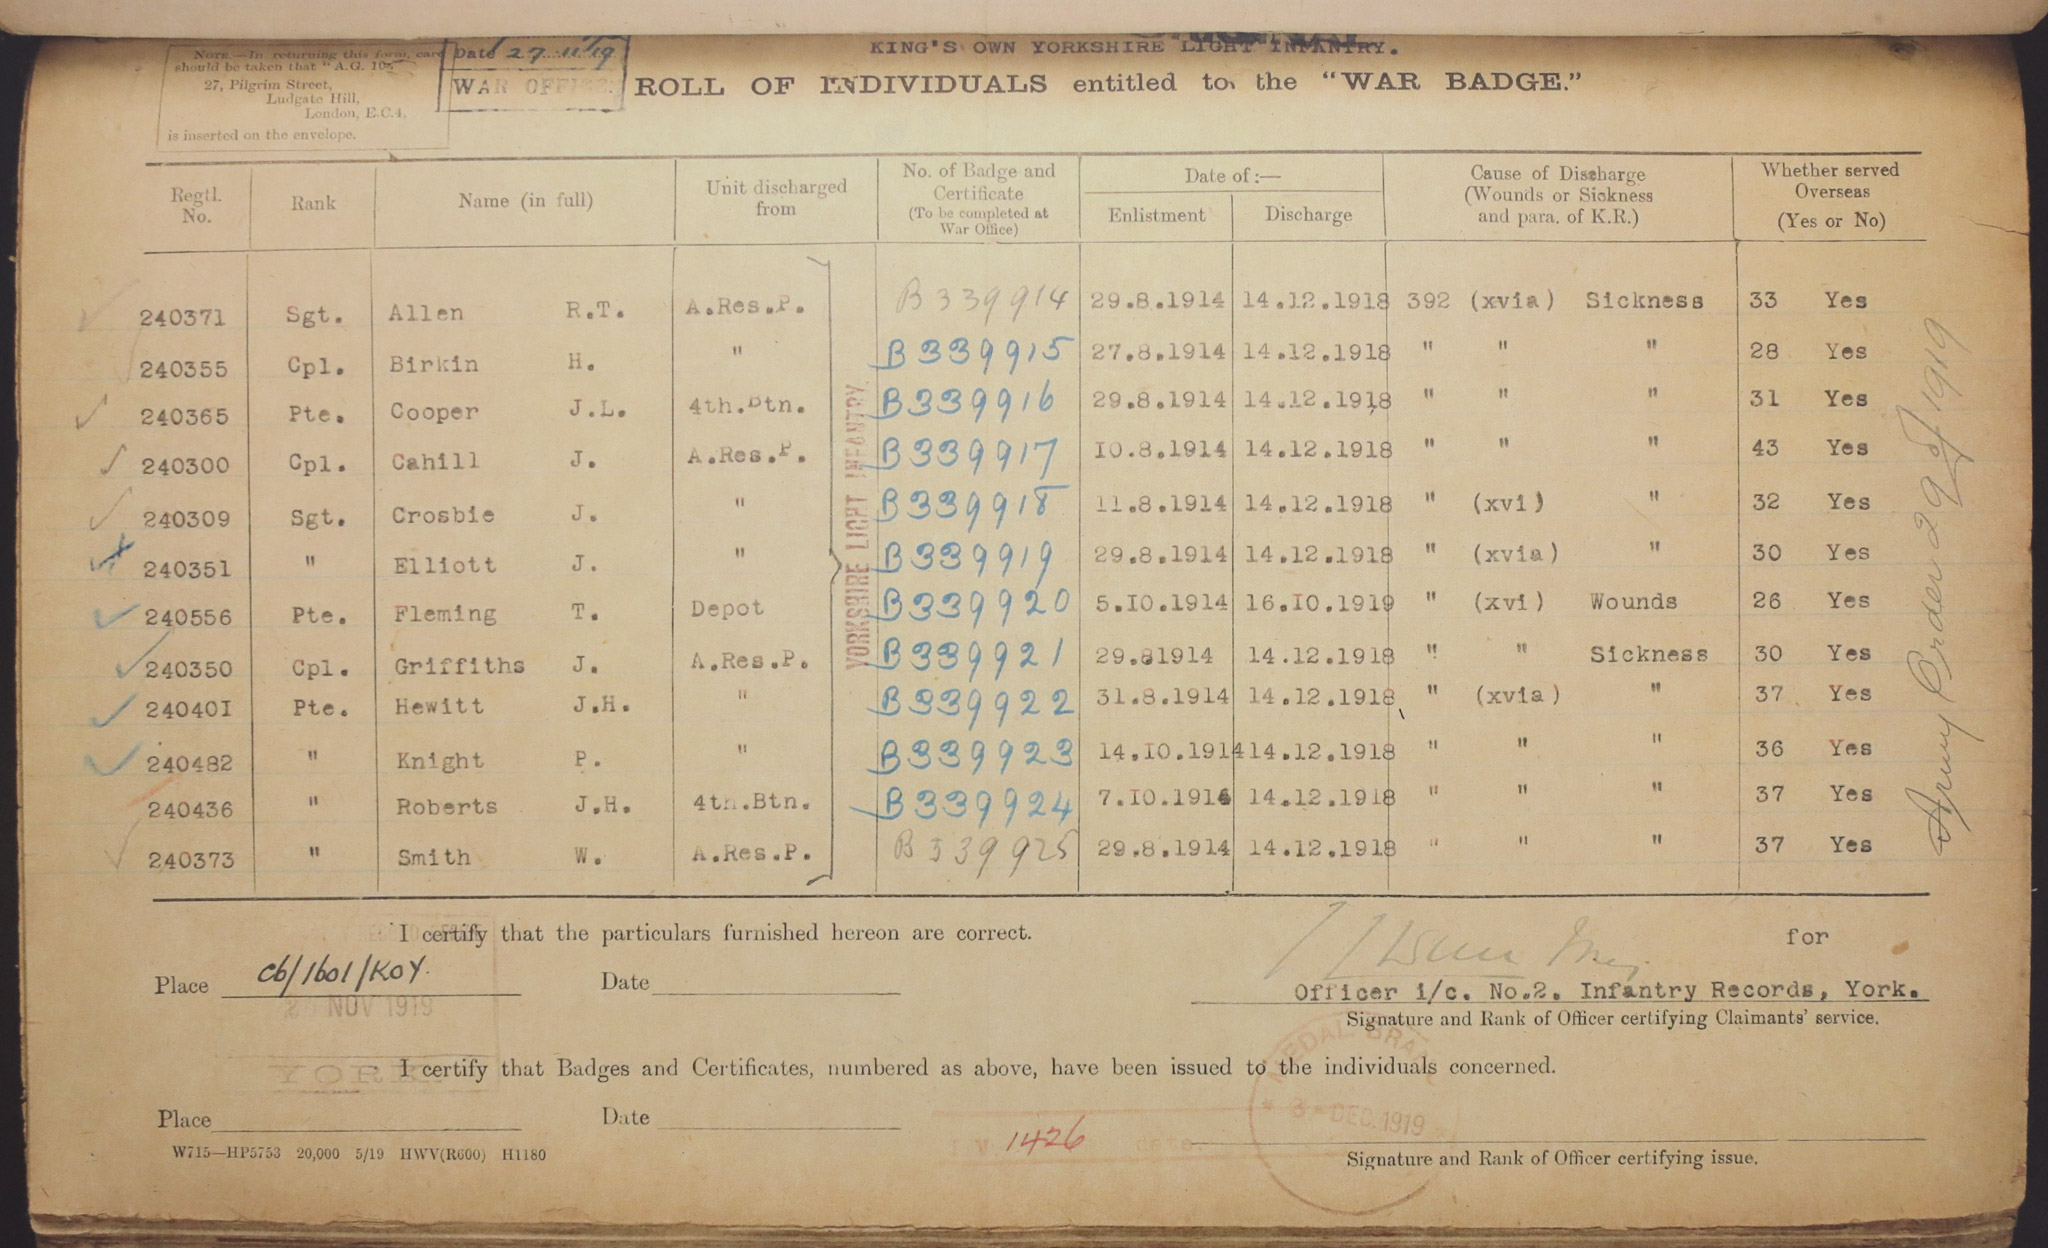 KING'S OWN YORKSHIRE LIGHT INFANTRY.
NOTE.—In returning this form, care
should be taken that "A.G. 10
27, Pilgrim Street,
Ludgate Hill,
London, E.C.4,
is inserted on the envelope.
Date 27.11/19
WAR OFFICE
ROLL OF INDIVIDUALS entitled to the "WAR BADGE."
Regtl. No. Rank Name (in full) Unit discharged from No. of Badge and Certificate (To be completed at War Office) Date of:— Enlistment Discharge Cause of Discharge (Wounds or Sickness and para. of K.R.) Whether served Overseas (Yes or No)
240371 Sgt. Allen R.T. A.Res.P. B339914 29.8.1914 14.12.1918 392 (xvia) Sickness 33 Yes
240355 Cpl. Birkin H. " B339915 27.8.1914 14.12.1918 " " " 28 Yes
240365 Pte. Cooper J.L. 4th.Btn. B339916 29.8.1914 14.12.1918 " " " 31 Yes
240300 Cpl. Cahill J. A.Res.P. B339917 10.8.1914 14.12.1918 " " " 43 Yes
240309 Sgt. Crosbie J. " B339918 11.8.1914 14.12.1918 " (xvi) " 32 Yes
240351 " Elliott J. " B339919 29.8.1914 14.12.1918 " (xvia) " 30 Yes
240556 Pte. Fleming T. Depot B339920 5.10.1914 16.10.1919 " (xvi) Wounds 26 Yes
240350 Cpl. Griffiths J. A.Res.P. B339921 29.81914 14.12.1918 " " Sickness 30 Yes
240401 Pte. Hewitt J.H. " B339922 31.8.1914 14.12.1918 " (xvia) " 37 Yes
240482 " Knight P. " B339923 14.10.1914 14.12.1918 " " " 36 Yes
240436 " Roberts J.H. 4th.Btn. B339924 7.10.1914 14.12.1918 " " " 37 Yes
240373 " Smith W. A.Res.P. B339925 29.8.1914 14.12.1918 " " " 37 Yes
YORKSHIRE LIGHT INFANTRY.
Army Order 29 of 1919
I certify that the particulars furnished hereon are correct.
for
Place C6/1601/KOY. Date
Officer i/c. No.2. Infantry Records, York.
NOV 1919
Signature and Rank of Officer certifying Claimants' service.
YORK
MEDAL BRANCH
I certify that Badges and Certificates, numbered as above, have been issued to the individuals concerned.
3-DEC.1919
Place Date
1426 date.
W715—HP5753 20,000 5/19 HWV(R600) H1180
Signature and Rank of Officer certifying issue.